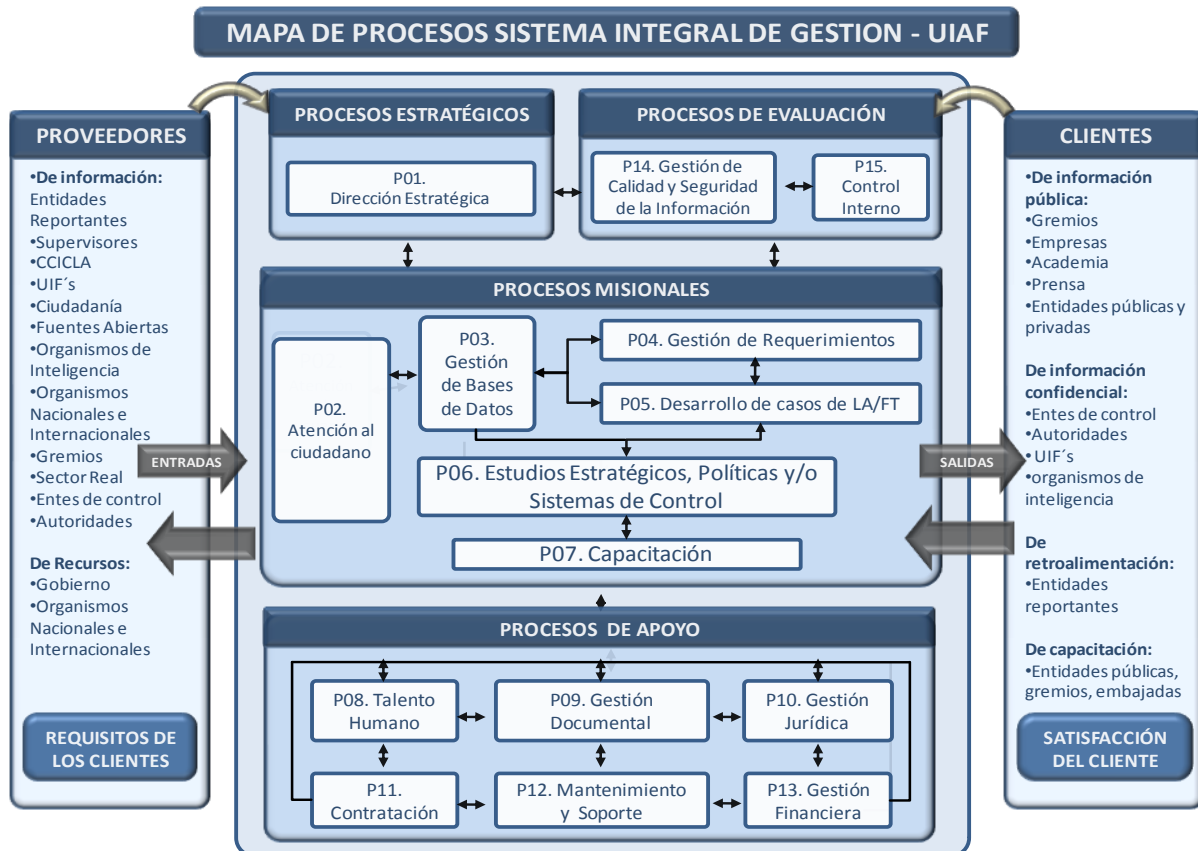 MAPA DE PROCESOS SISTEMA INTEGRAL DE GESTION - UIAF
PROVEEDORES
•De información:
Entidades
Reportantes
•Supervisores
•CCICLA
•UIF´s
•Ciudadanía
•Fuentes Abiertas
•Organismos de
Inteligencia
•Organismos
Nacionales e
Internacionales
•Gremios
•Sector Real
•Entes de control
•Autoridades
De Recursos:
•Gobierno
•Organismos
Nacionales e
Internacionales
REQUISITOS DE
LOS CLIENTES
ENTRADAS
PROCESOS ESTRATÉGICOS
P01.
Dirección Estratégica
PROCESOS DE EVALUACIÓN
P14. Gestión de
Calidad y Seguridad
de la Información
P15.
Control
Interno
PROCESOS MISIONALES
P02.
Atención al
ciudadano
P03.
Gestión
de Bases
de Datos
P04. Gestión de Requerimientos
P05. Desarrollo de casos de LA/FT
P06. Estudios Estratégicos, Políticas y/o
Sistemas de Control
P07. Capacitación
PROCESOS DE APOYO
P08. Talento
Humano
P09. Gestión
Documental
P10. Gestión
Jurídica
P11.
Contratación
P12. Mantenimiento
y Soporte
P13. Gestión
Financiera
SALIDAS
CLIENTES
•De información
pública:
•Gremios
•Empresas
•Academia
•Prensa
•Entidades públicas y
privadas
De información
confidencial:
•Entes de control
•Autoridades
• UIF´s
•organismos de
inteligencia
De
retroalimentación:
•Entidades
reportantes
De capacitación:
•Entidades públicas,
gremios, embajadas
SATISFACCIÓN
DEL CLIENTE